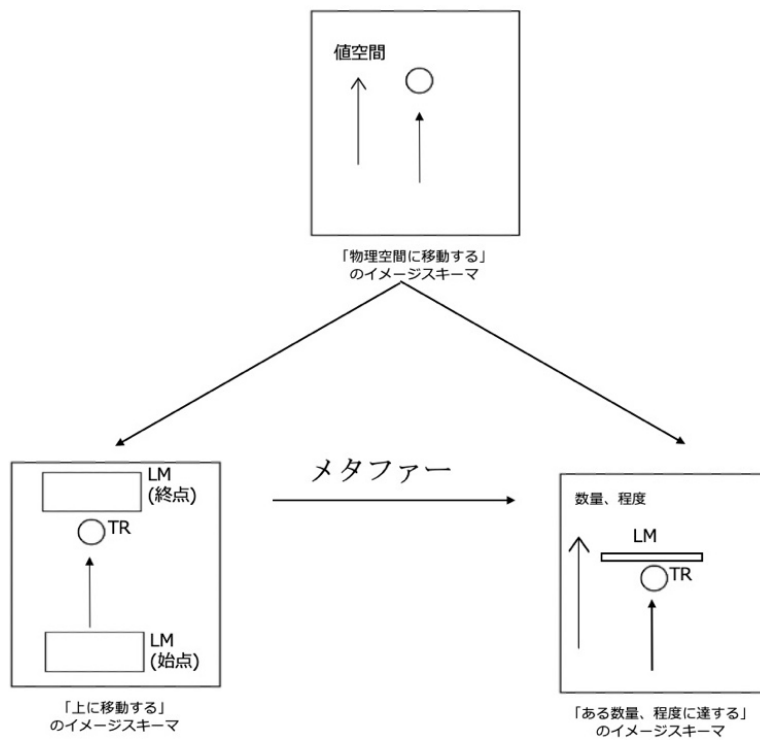 値空間
「物理空間に移動する」
のイメージスキーマ
メタファー
LM
(終点)
TR
LM
(始点)
「上に移動する」
のイメージスキーマ
数量、程度
LM
TR
「ある数量、程度に達する」
のイメージスキーマ